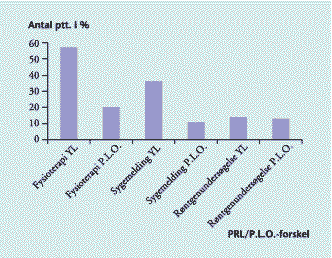 Antal ptt. i %
60
50
40
30
20
10
0
Fysioterapi YL
Fysioterapi P.L.O.
Sygemelding YL
Sygemelding P.L.O.
Røntgenundersøgelse YL
Røntgenundersøgelse P.L.O.
PRL/P.L.O.-forskel